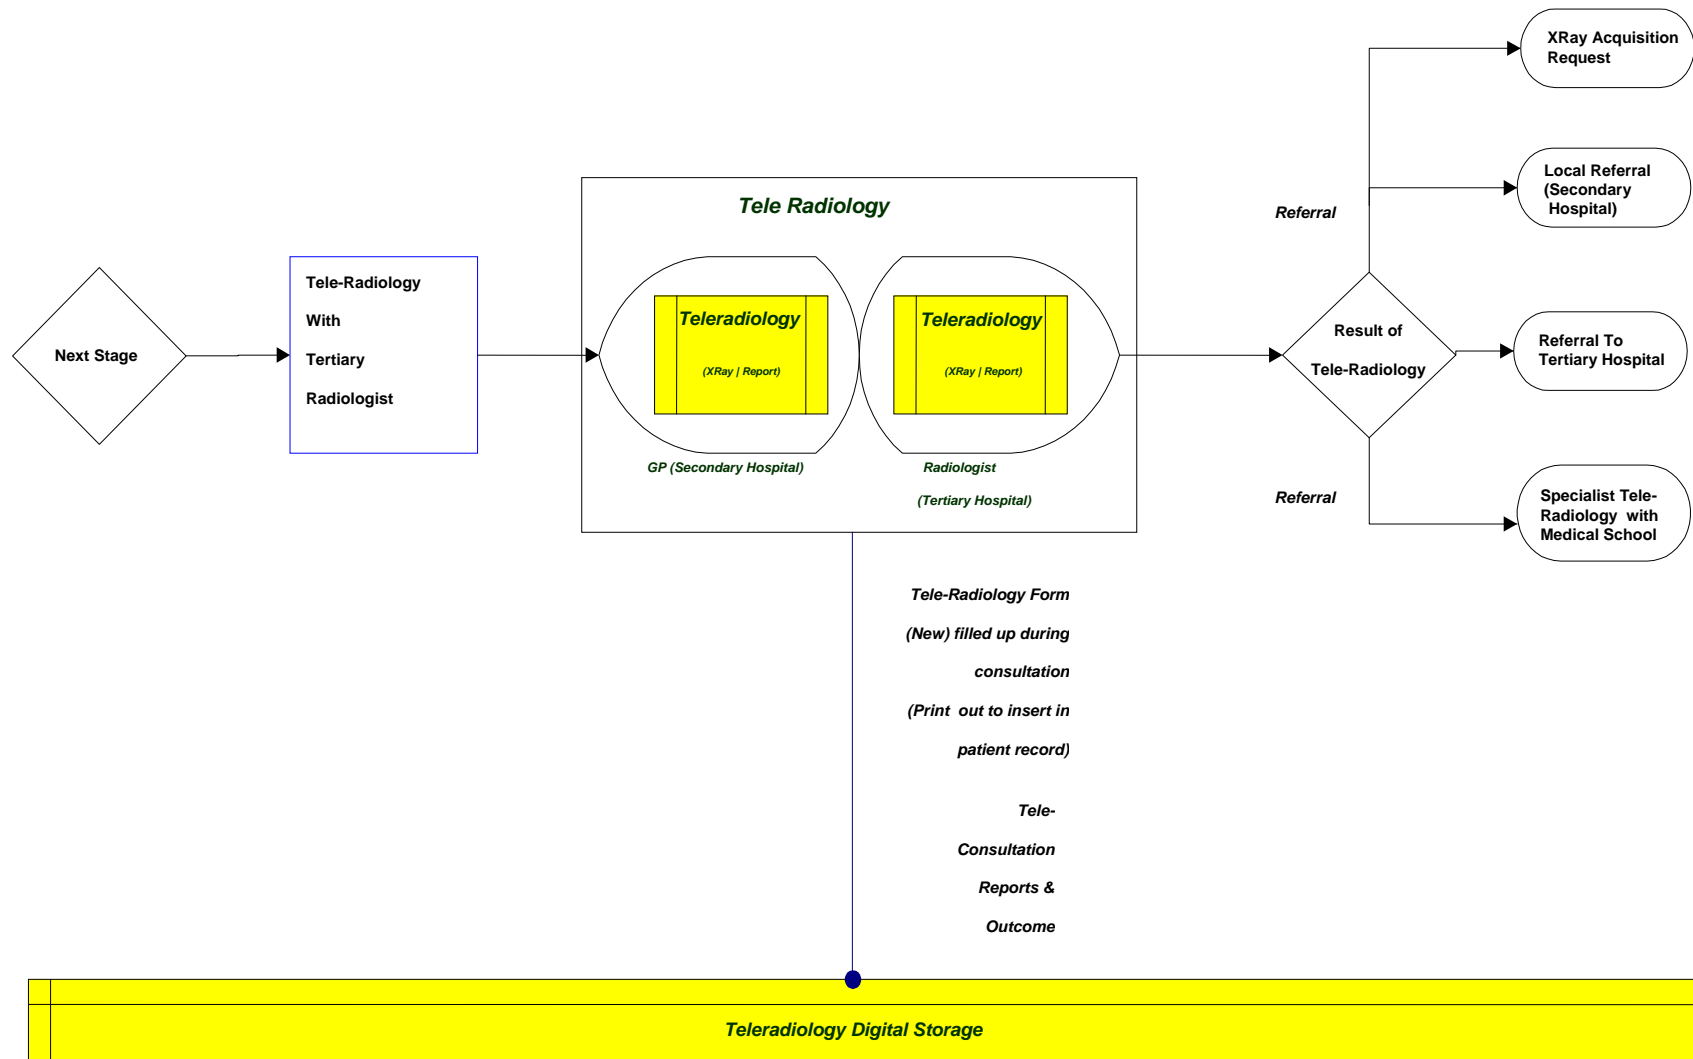 XRay Acquisition
Request
Local Referral
(Secondary
Hospital)
Referral
Tele Radiology
Next Stage
Tele-Radiology
With
Tertiary
Radiologist
Teleradiology
(XRay | Report)
GP (Secondary Hospital)
Teleradiology
(XRay | Report)
Radiologist
(Tertiary Hospital)
Result of
Tele-Radiology
Referral To
Tertiary Hospital
Referral
Specialist Tele-
Radiology with
Medical School
Tele-Radiology Form
(New) filled up during
consultation
(Print out to insert in
patient record)
Tele-
Consultation
Reports &
Outcome
Teleradiology Digital Storage